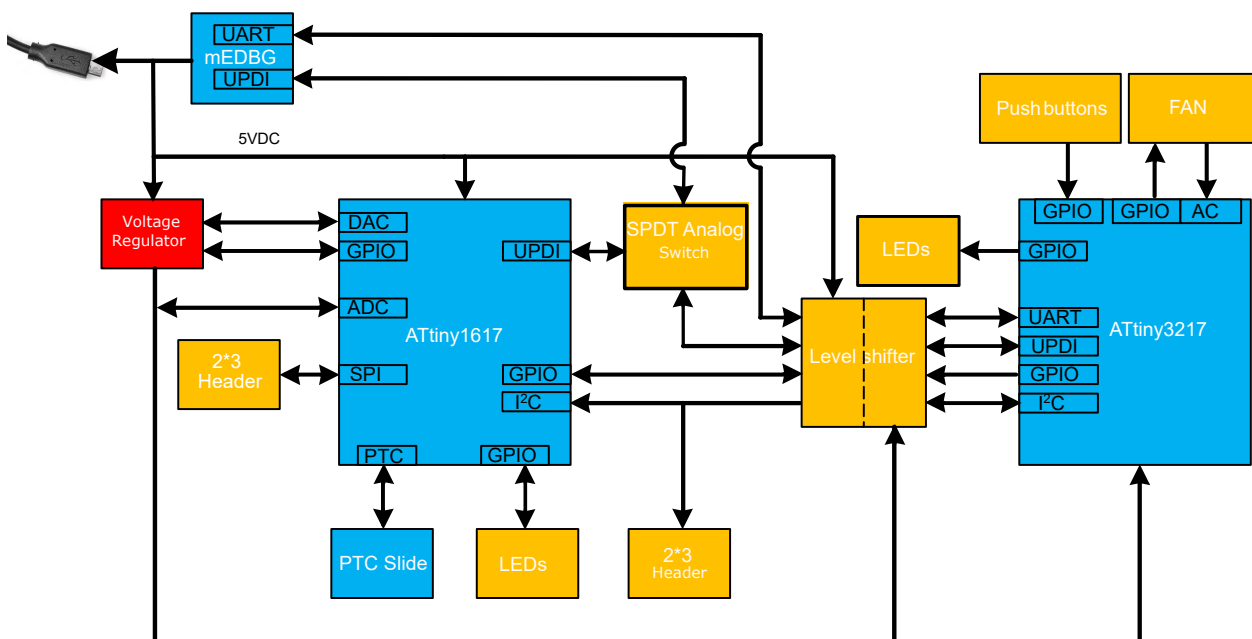 UART
mEDBG
UPDI
5VDC
Push buttons
FAN
Voltage
Regulator
DAC
GPIO
ADC
ATtiny1617
UPDI
SPDT Analog
Switch
LEDs
GPIO
GPIO
AC
GPIO
UART
ATtiny3217
UPDI
GPIO
I²C
Level shifter
2*3
Header
SPI
GPIO
I²C
PTC
GPIO
PTC Slide
LEDs
2*3
Header